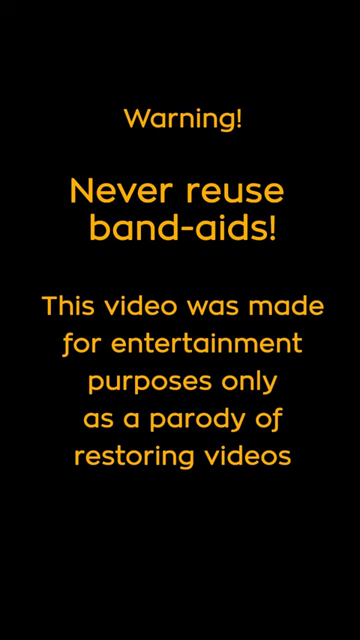 Warning!
Never reuse
band-aids!
This video was made
for entertainment
purposes only
as a parody of
restoring videos